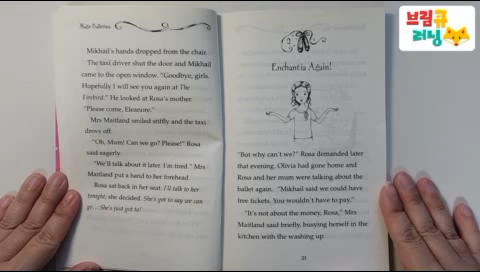 Magic Ballerina
Mikhail's hands dropped from the chair.
The taxi driver shut the door and Mikhail
came to the open window. "Goodbye, girls.
Hopefully I will see you again at The
Firebird." He looked at Rosa's mother.
"Please come, Eleanore."
Mrs Maitland smiled stiffly and the taxi
drove off.
"Oh, Mum! Can we go? Please!" Rosa
said eagerly.
"We'll talk about it later. I'm tired." Mrs
Maitland put a hand to her forehead.
Rosa sat back in her seat. I'll talk to her
tonight, she decided. She's got to say we can
go... She's just got to!
Enchantia Again!
"But why can't we?" Rosa demanded later
that evening. Olivia had gone home and
Rosa and her mum were talking about the
ballet again. "Mikhail said we could have
free tickets. You wouldn't have to pay."
"It's not about the money, Rosa," Mrs
Maitland said briefly, busying herself in the
kitchen with the washing up.
21
브림큐
러닝